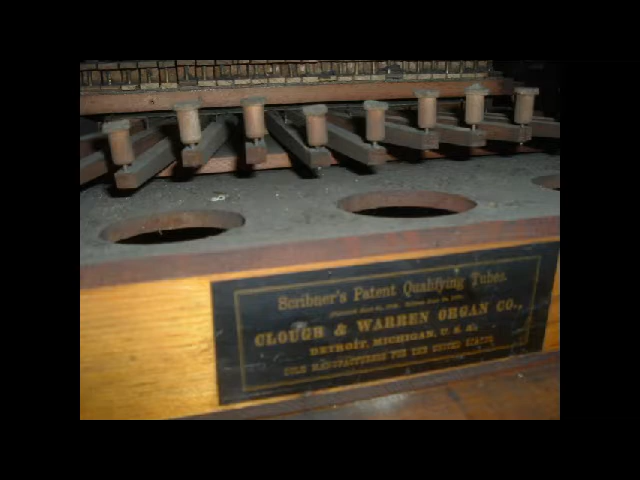 Scribner's Patent Qualifying Tubes.
CLOUGH & WARREN ORGAN CO.,
DETROIT, MICHIGAN, U. S. A.
SOLE MANUFACTURERS FOR THE UNITED STATES.